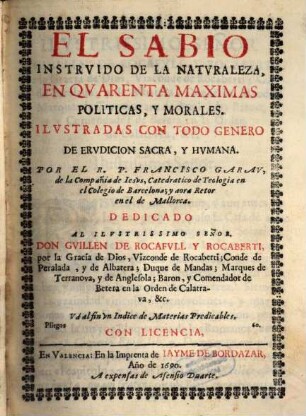 EL SABIO
INSTRVIDO DE LA NATVRALEZA,
EN QVARENTA MAXIMAS
POLITICAS, Y MORALES.
ILVSTRADAS CON TODO GENERO
DE ERVDICION SACRA, Y HVMANA.
POR EL R. P. FRANCISCO GARAV,
de la Compañia de Iesvs, Catedratico de Teologia en
el Colegio de Barcelona; y aora Retor
en el de Mallorca.
DEDICADO
AL ILVSTRISSIMO SEÑOR,
DON GVILLEN DE ROCAFVLL Y ROCABERTI,
por la Gracia de Dios, Vizconde de Rocaberti; Conde de
Peralada, y de Albatera; Duque de Mandas; Marques de
Terranova, y de Anglesola; Baron, y Comendador de
Betera en la Orden de Calatra-
va, &c.
Vá al fin vn Indice de Materias Predicables.
Pliegos 60.
CON LICENCIA,
En VALENCIA: En la Imprenta de IAYME DE BORDAZAR,
Año de 1690.
A expensas de Asensio Duarte.